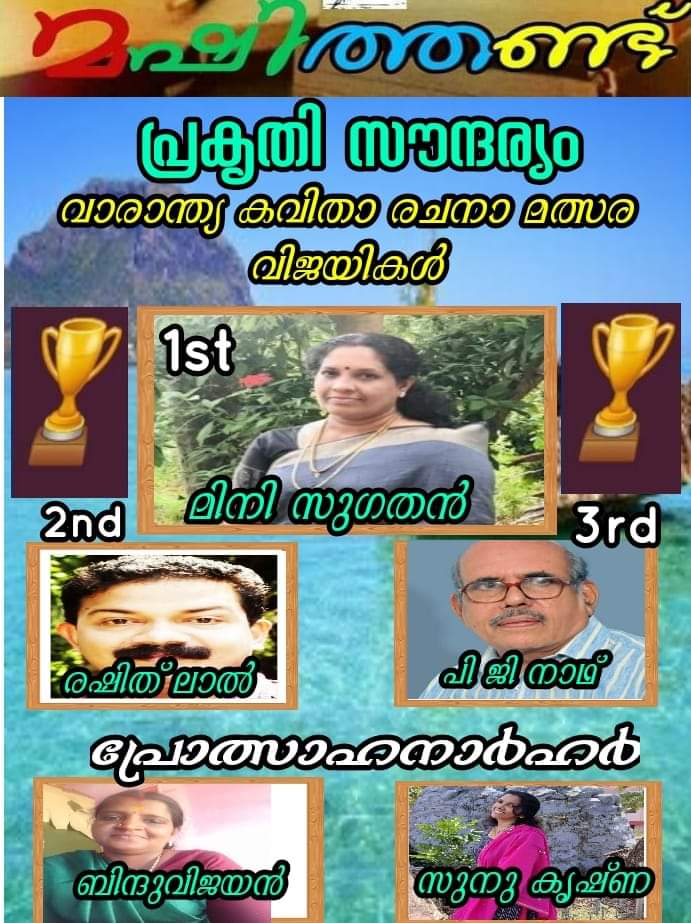 മഷിത്തണ്ട്
പ്രകൃതി സൗന്ദര്യം
വാരാന്ത്യ കവിതാ രചനാ മത്സര
വിജയികൾ
1st
മിനി സുഗതൻ
2nd
3rd
രഷിത് ലാൽ
പി ജി നാഥ്
പ്രോത്സാഹനാർഹർ
ബിന്ദുവിജയൻ
സുനു കൃഷ്ണ